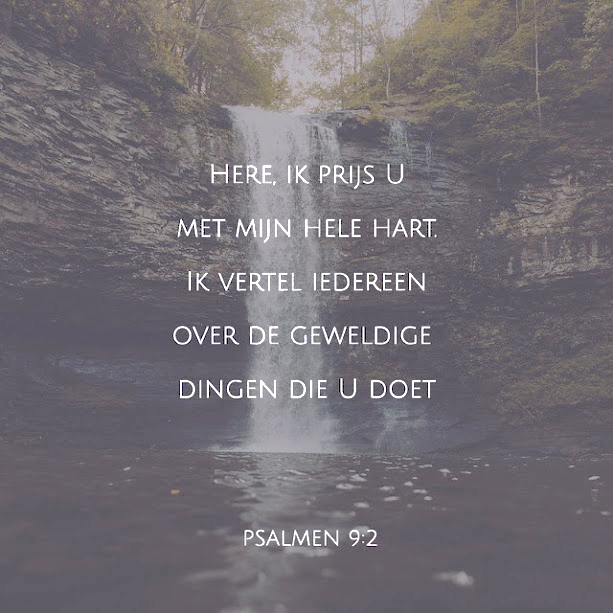 Here, ik prijs U
met mijn hele hart.
Ik vertel iedereen
over de geweldige
dingen die U doet
psalmen 9:2